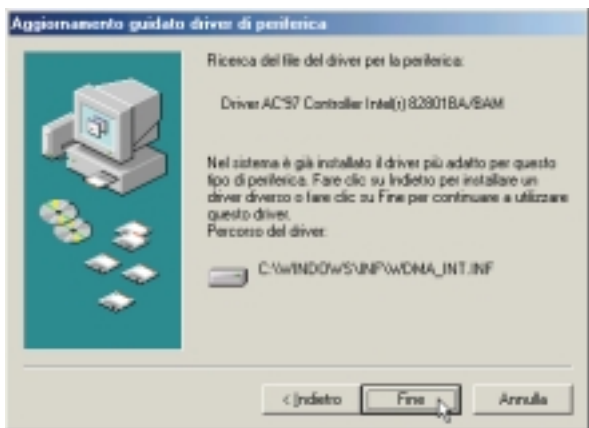 Aggiornamento guidato driver di periferica
Ricerca del file del driver per la periferica:
Driver AC'97 Controller Intel(r) 82801BA/BAM
Nel sistema è già installato il driver più adatto per questo
tipo di periferica. Fare clic su Indietro per installare un
driver diverso o fare clic su Fine per continuare a utilizzare
questo driver.
Percorso del driver:
C:\WINDOWS\INF\WDMA_INT.INF
< Indietro
Fine
Annulla